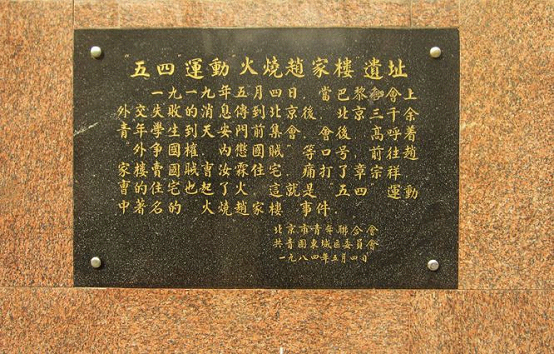 五四運動火燒趙家樓遺址
一九一九年五月四日，當巴黎和會上
外交失敗的消息傳到北京後，北京三千余
青年學生到天安門前集會。會後，高呼着
"外争國權、内懲國賊"等口号前往趙
家樓賣國賊曹汝霖住宅，痛打了章宗祥，
曹的住宅也起了火。這就是"五四"運動
中著名的"火燒趙家樓"事件。
北京市青年聯合會
共青團東城區委員會
一九八四年五月四日